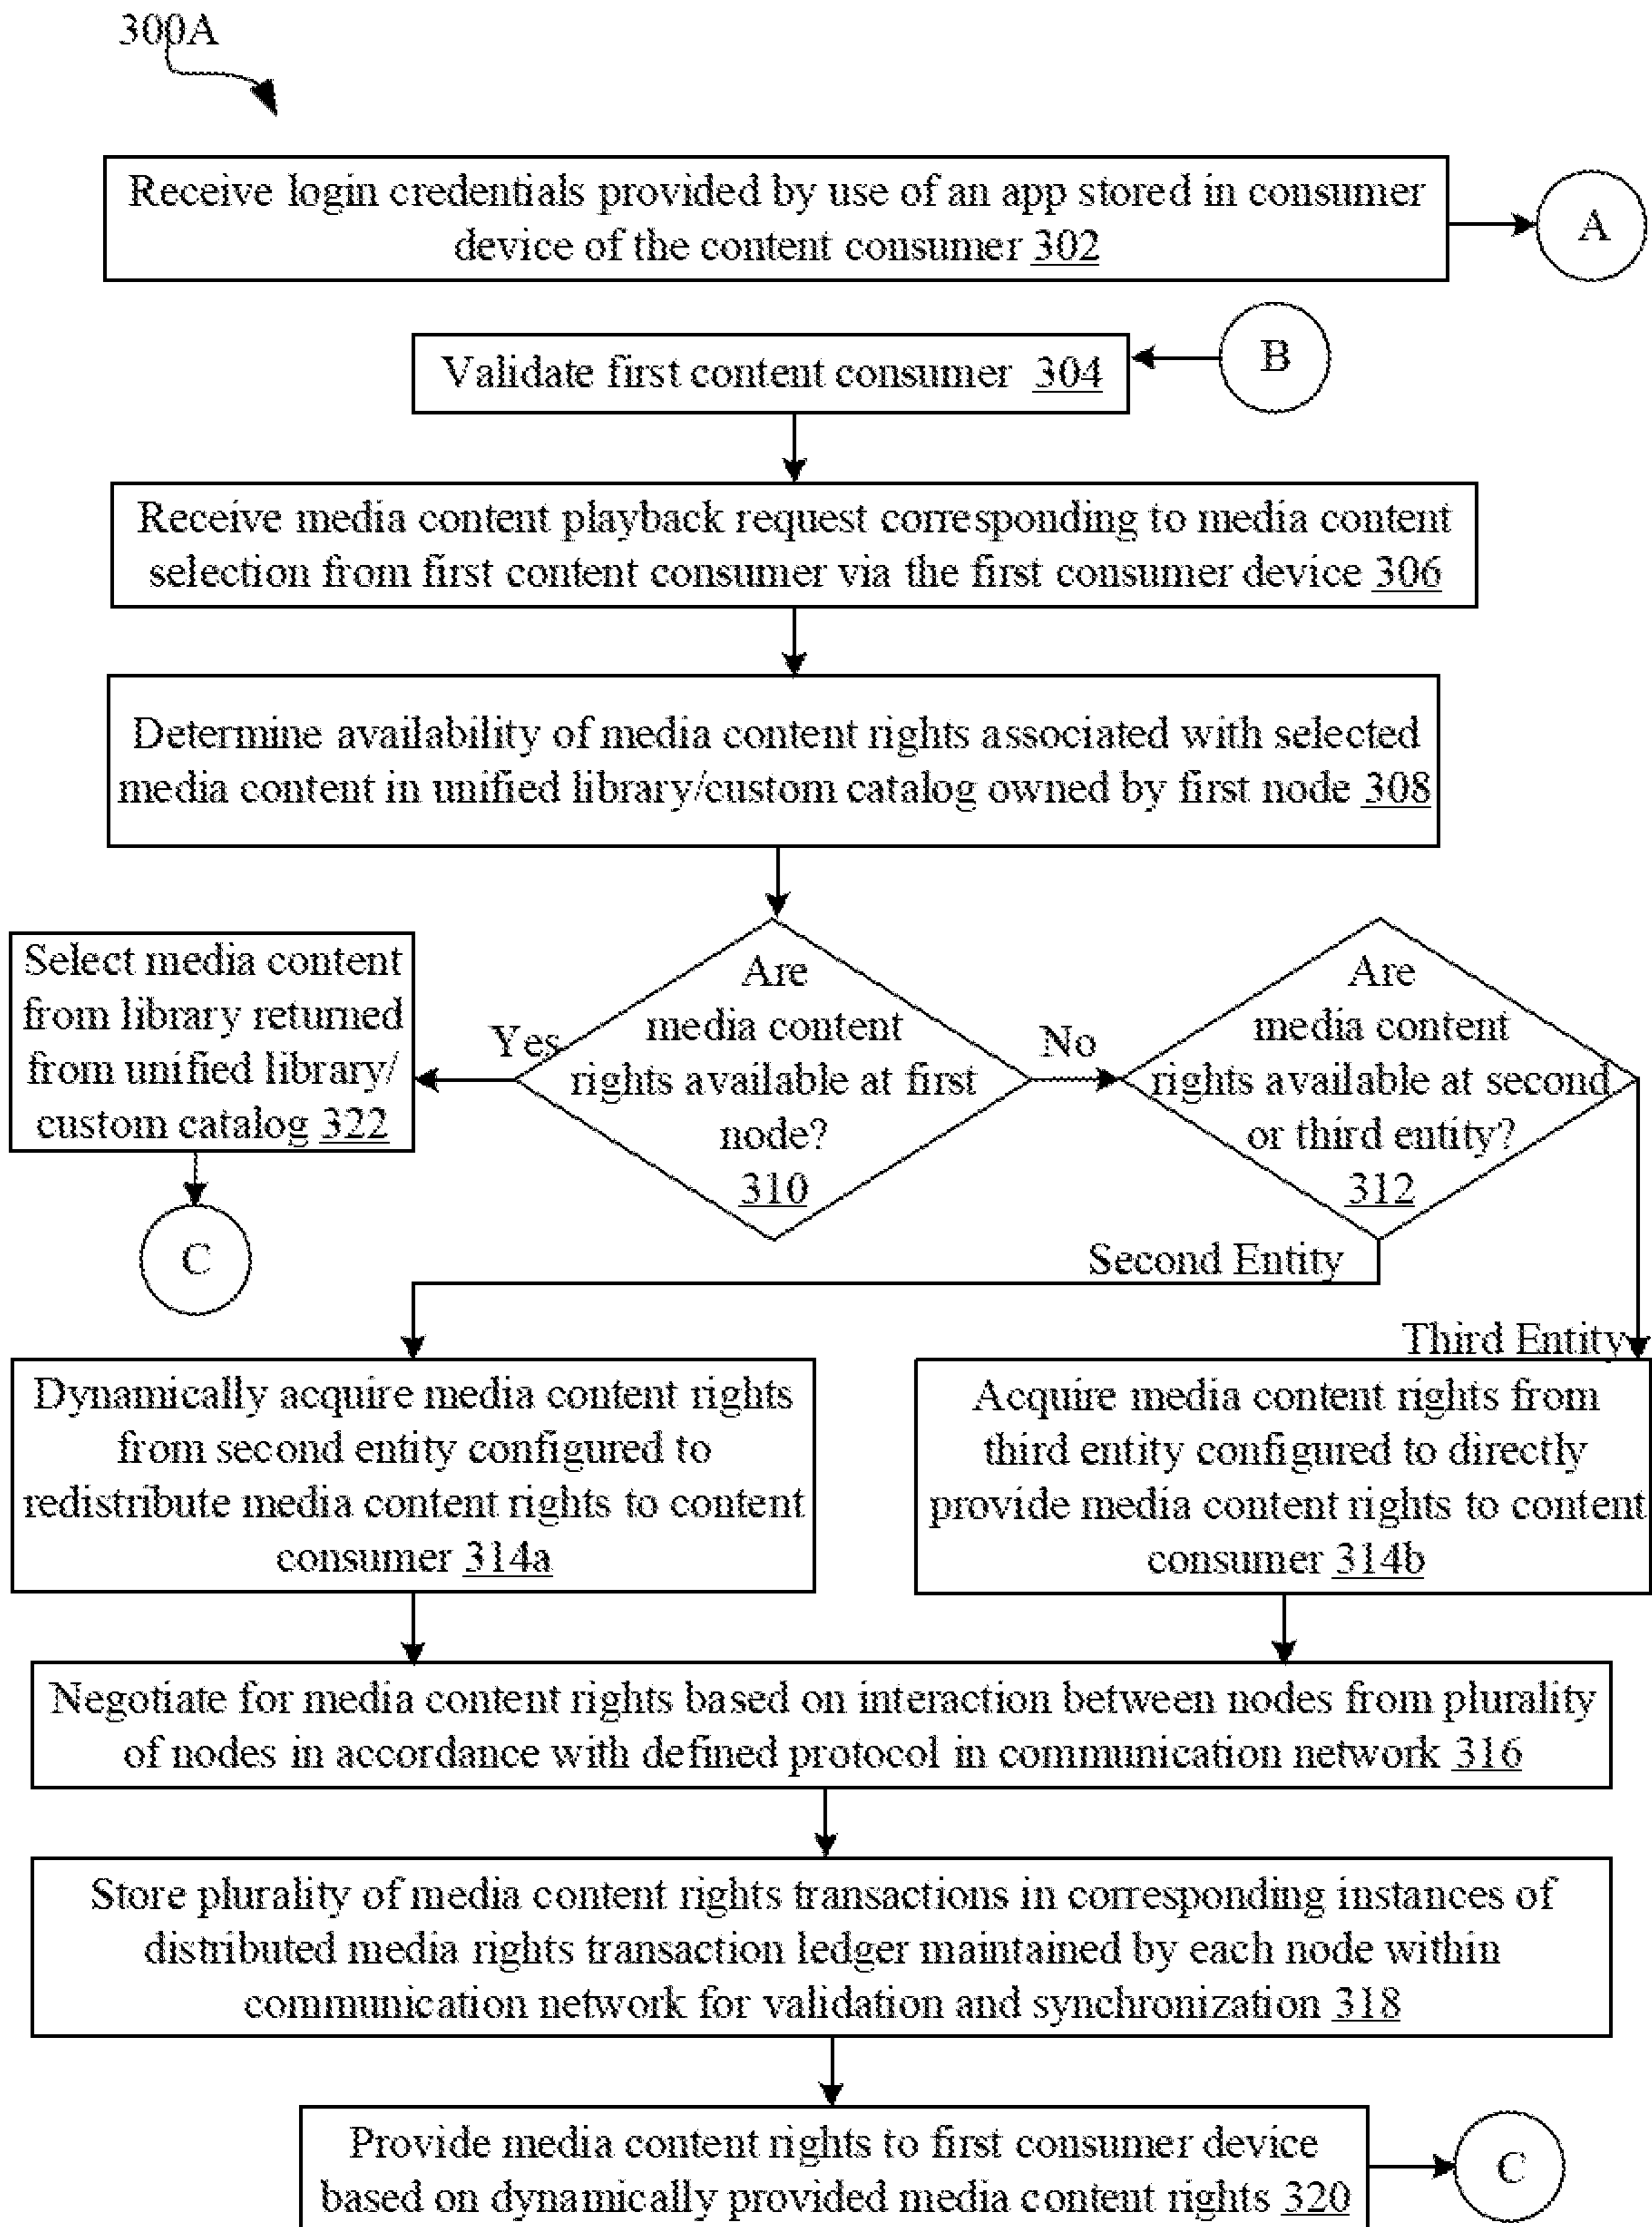 300A
Receive login credentials provided by use of an app stored in consumer
device of the content consumer 302
A
B
Validate first content consumer 304
Receive media content playback request corresponding to media content
selection from first content consumer via the first consumer device 306
Determine availability of media content rights associated with selected
media content in unified library/custom catalog owned by first node 308
Select media content
from library returned
from unified library/
custom catalog 322
Yes
Are
media content
rights available at first
node?
310
No
Are
media content
rights available at second
or third entity?
312
C
Second Entity
Third Entity
Dynamically acquire media content rights
from second entity configured to
redistribute media content rights to content
consumer 314a
Acquire media content rights from
third entity configured to directly
provide media content rights to content
consumer 314b
Negotiate for media content rights based on interaction between nodes from plurality
of nodes in accordance with defined protocol in communication network 316
Store plurality of media content rights transactions in corresponding instances of
distributed media rights transaction ledger maintained by each node within
communication network for validation and synchronization 318
Provide media content rights to first consumer device
based on dynamically provided media content rights 320
C